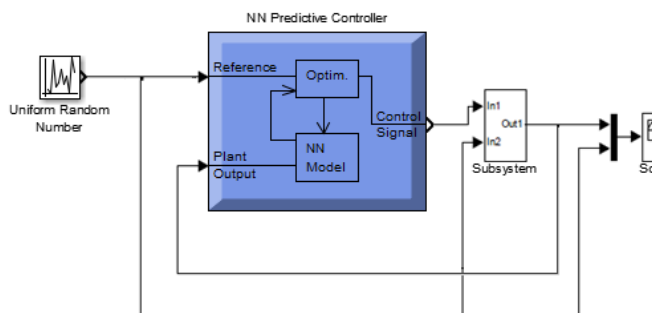 NN Predictive Controller
Reference
Optim.
Uniform Random
Number
Control
Signal
In1
Out1
In2
NN
Model
Plant
Output
Subsystem